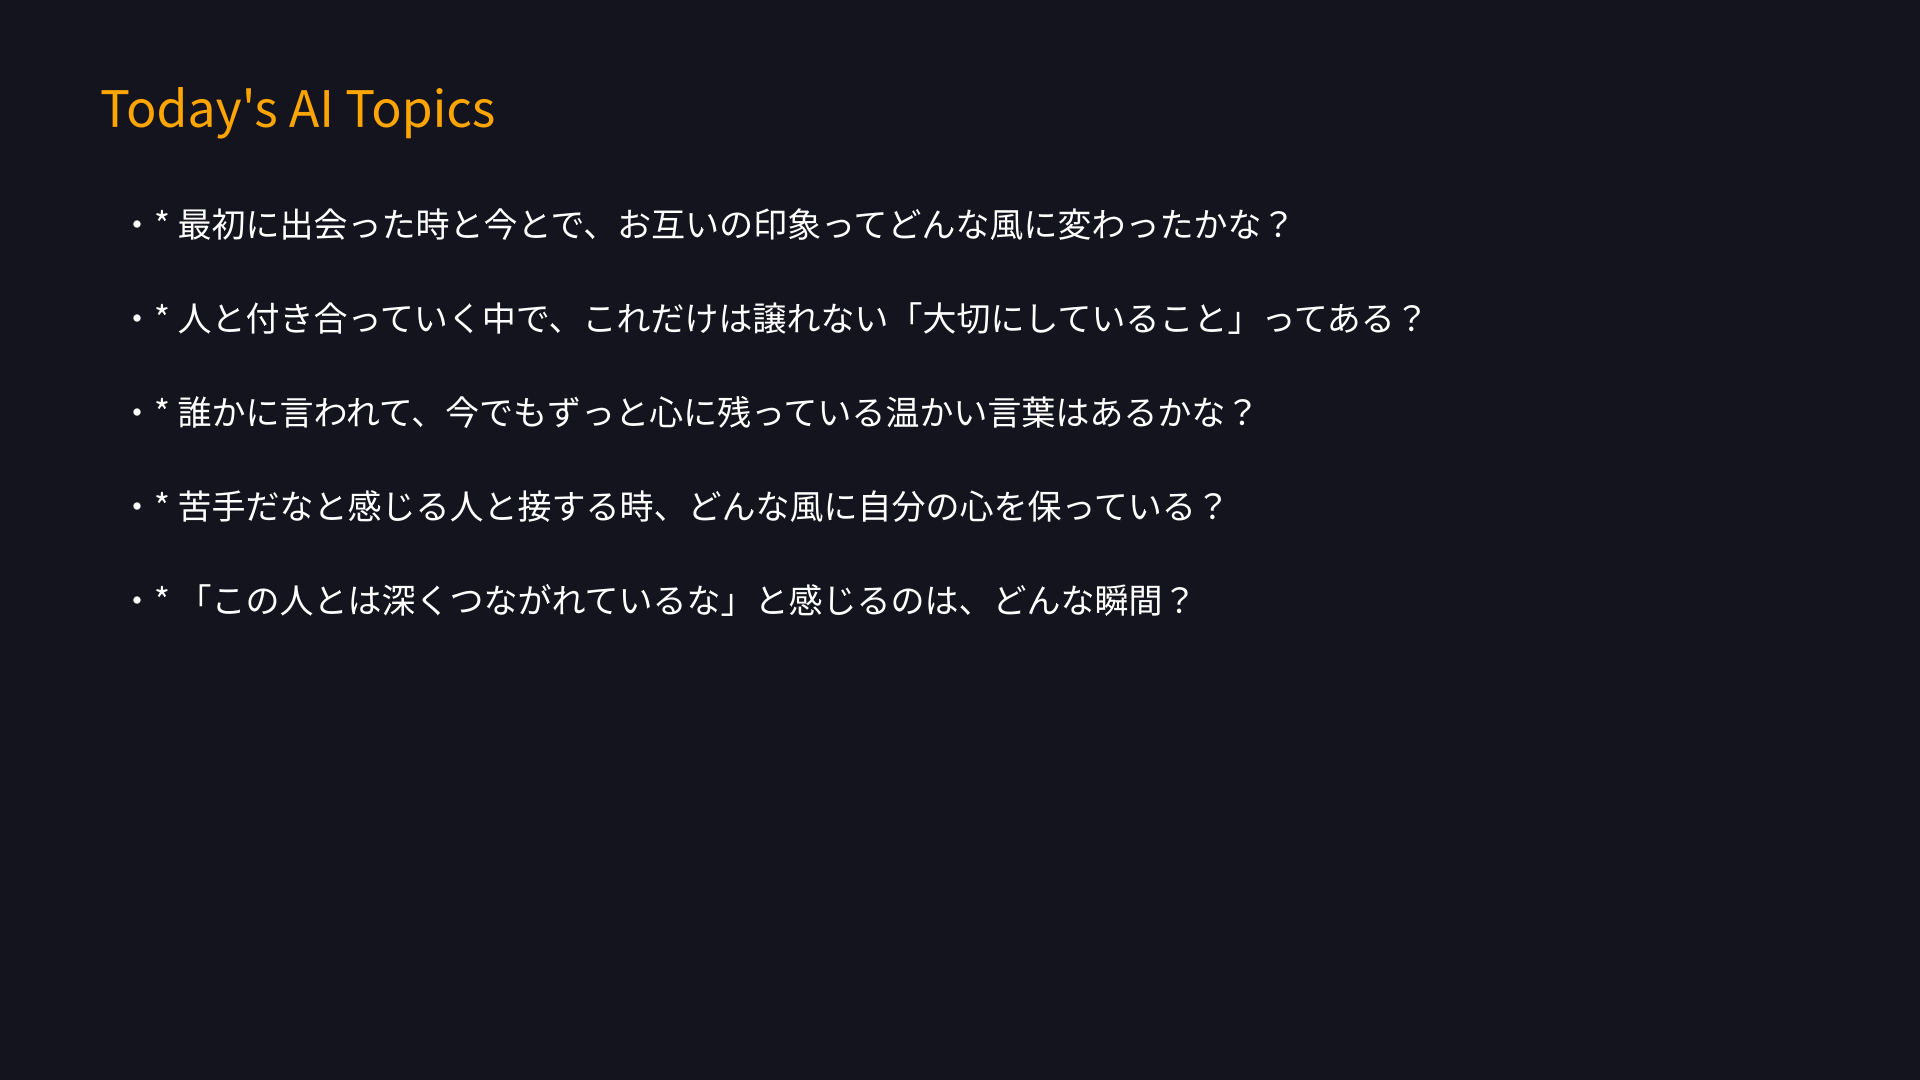 Today's AI Topics
・* 最初に出会った時と今とで、お互いの印象ってどんな風に変わったかな？
・* 人と付き合っていく中で、これだけは譲れない「大切にしていること」ってある？
・* 誰かに言われて、今でもずっと心に残っている温かい言葉はあるかな？
・* 苦手だなと感じる人と接する時、どんな風に自分の心を保っている？
・* 「この人とは深くつながれているな」と感じるのは、どんな瞬間？